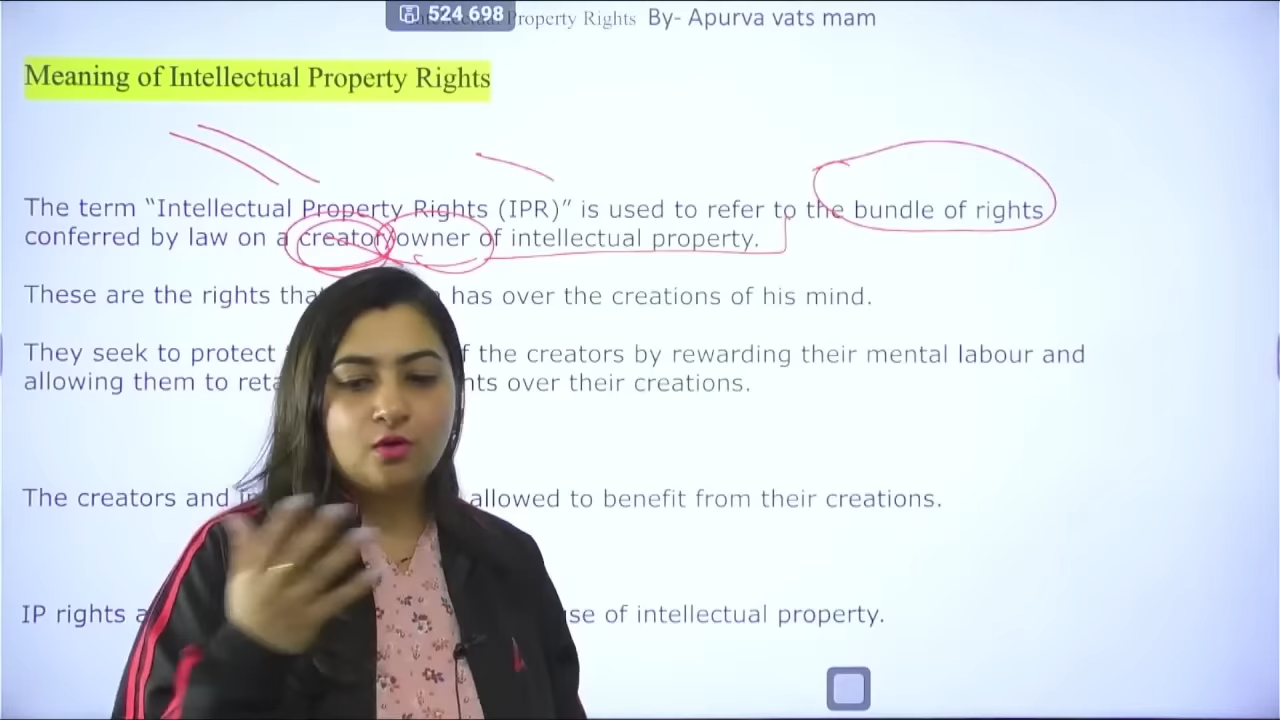 524 698
Property Rights By- Apurva vats mam
Meaning of Intellectual Property Rights
The term “Intellectual Property Rights (IPR)” is used to refer to the bundle of rights
conferred by law on a creator/owner of intellectual property.
These are the rights has over the creations of his mind.
They seek to protect the creators by rewarding their mental labour and
allowing them to over their creations.
The creators and allowed to benefit from their creations.
IP rights of intellectual property.